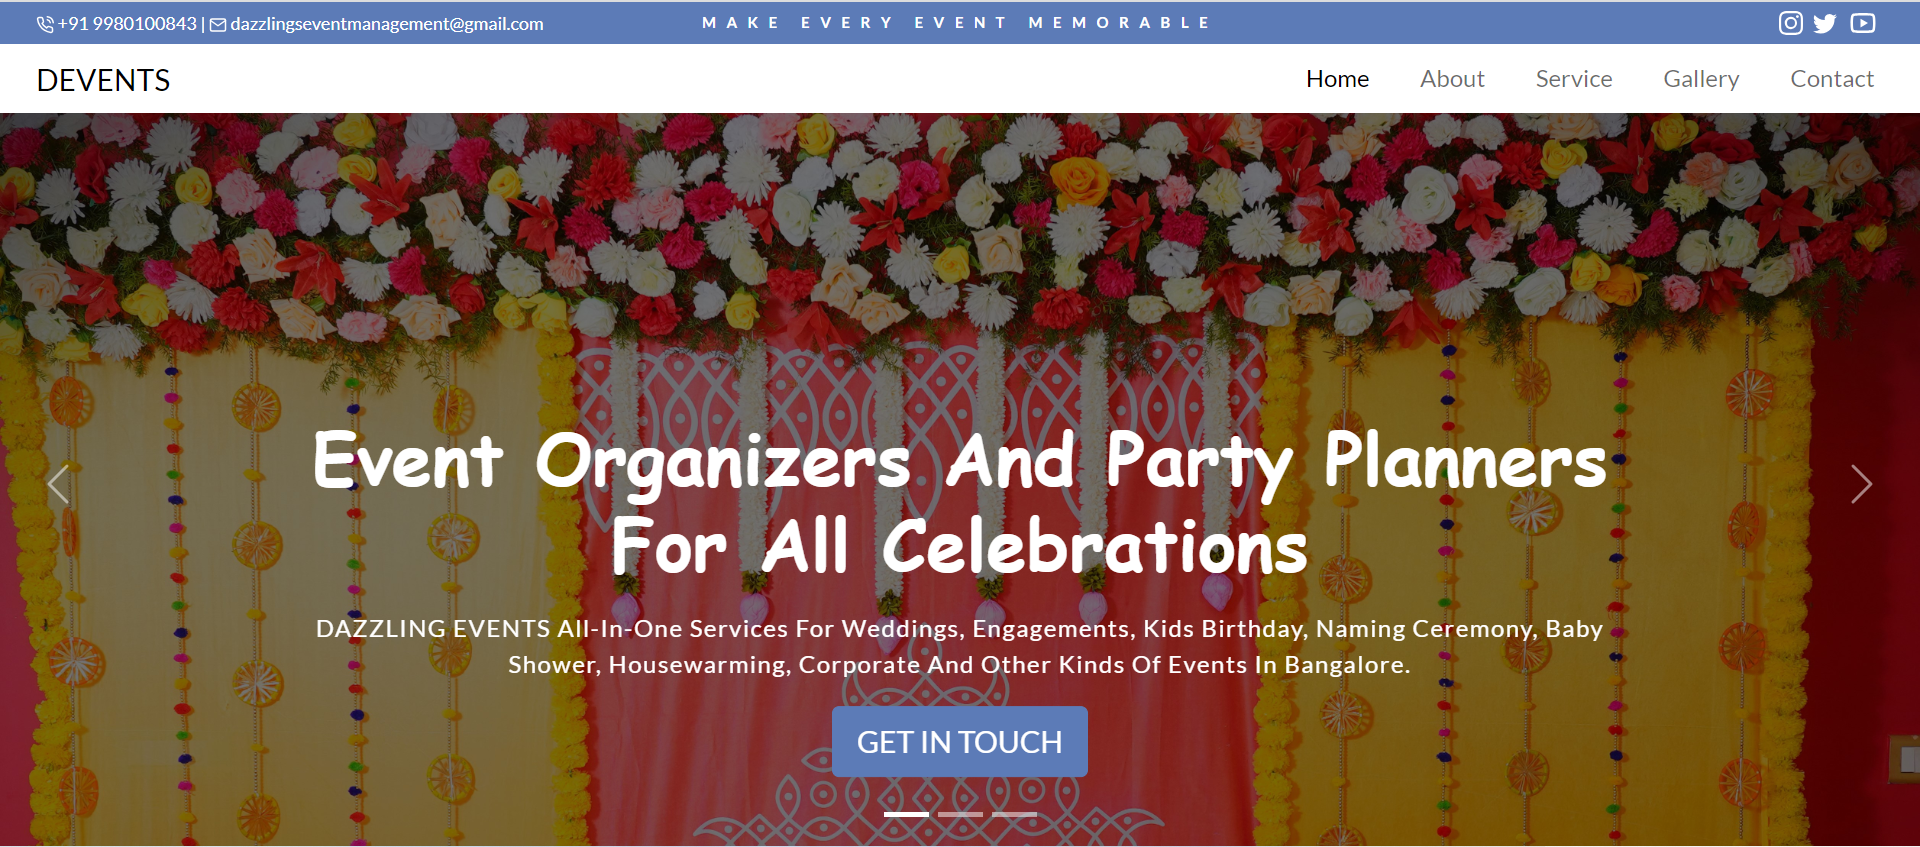 +91 9980100843 | dazzlingseventmanagement@gmail.com
MAKE EVERY EVENT MEMORABLE
DEVENTS
Home About Service Gallery Contact
Event Organizers And Party Planners
For All Celebrations
DAZZLING EVENTS All-In-One Services For Weddings, Engagements, Kids Birthday, Naming Ceremony, Baby
Shower, Housewarming, Corporate And Other Kinds Of Events In Bangalore.
GET IN TOUCH